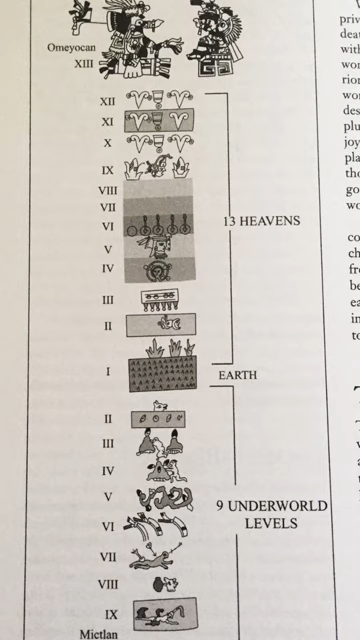 Omeyocan
XIII
XII
XI
X
IX
VIII
VII
VI
V
IV
13 HEAVENS
III
II
I
EARTH
II
III
IV
V
9 UNDERWORLD
LEVELS
VI
VII
VIII
IX
Mictlan